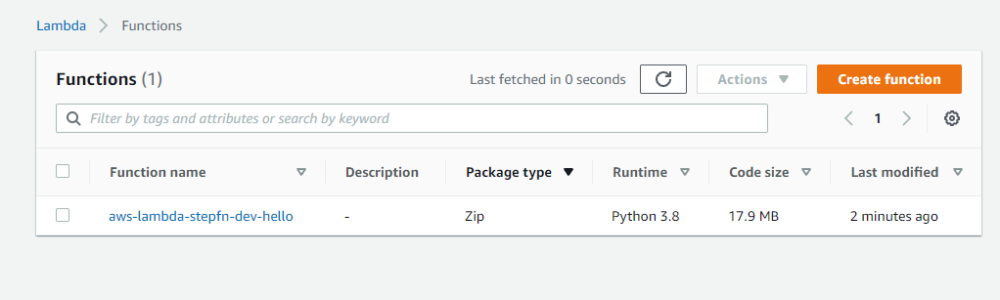 Lambda > Functions
Functions (1) Last fetched in 0 seconds Actions Create function
Filter by tags and attributes or search by keyword 1
Function name Description Package type Runtime Code size Last modified
aws-lambda-stepfn-dev-hello - Zip Python 3.8 17.9 MB 2 minutes ago